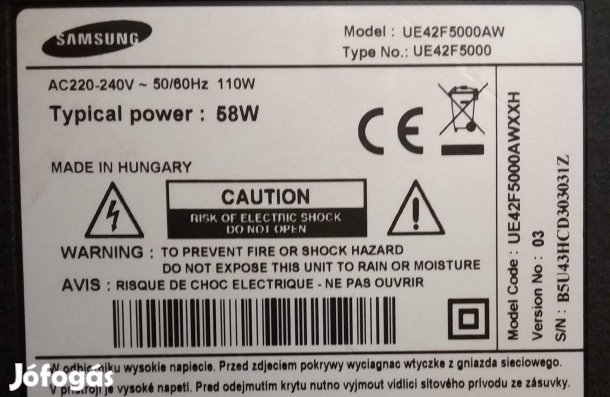 SAMSUNG
Model : UE42F5000AW
Type No.: UE42F5000
AC220-240V ~ 50/60Hz 110W
Typical power : 58W
CE
MADE IN HUNGARY
CAUTION
RISK OF ELECTRIC SHOCK
DO NOT OPEN
WARNING : TO PREVENT FIRE OR SHOCK HAZARD
DO NOT EXPOSE THIS UNIT TO RAIN OR MOISTURE
AVIS : RISQUE DE CHOC ELECTRIQUE - NE PAS OUVRIR
Model Code : UE42F5000AWXXH
Version No : 03
S/N : B5U43HCD303031Z
W odbiorniku wysokie napiecie. Przed zdjeciem pokrywy wyciagnac wtyczke z gniazda sieciowego.
V pristroji je vysoké napetí. Pred odejmutim krytu nutno vyjmout vidlici sitového privodu ze zásuvky.
Jófogás